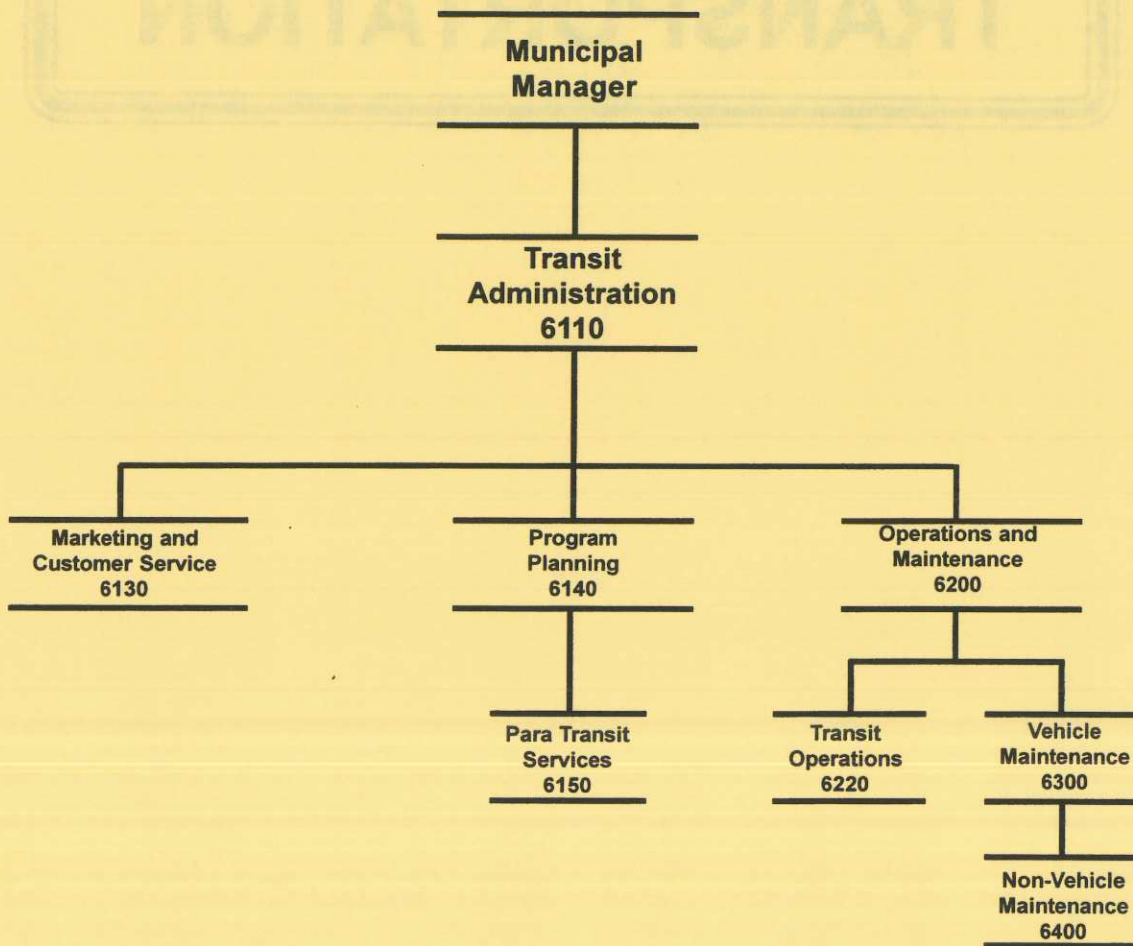 TRANSPORTATION
Municipal
Manager
Transit
Administration
6110
Marketing and
Customer Service
6130
Program
Planning
6140
Operations and
Maintenance
6200
Para Transit
Services
6150
Transit
Operations
6220
Vehicle
Maintenance
6300
Non-Vehicle
Maintenance
6400